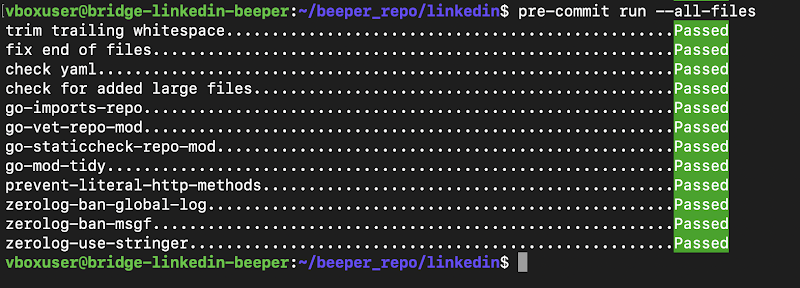 vboxuser@bridge-linkedin-beeper:~/beeper_repo/linkedin$ pre-commit run --all-files
trim trailing whitespace.................................................Passed
fix end of files.........................................................Passed
check yaml...............................................................Passed
check for added large files..............................................Passed
go-imports-repo..........................................................Passed
go-vet-repo-mod..........................................................Passed
go-staticcheck-repo-mod..................................................Passed
go-mod-tidy..............................................................Passed
prevent-literal-http-methods.............................................Passed
zerolog-ban-global-log...................................................Passed
zerolog-ban-msgf.........................................................Passed
zerolog-use-stringer.....................................................Passed
vboxuser@bridge-linkedin-beeper:~/beeper_repo/linkedin$